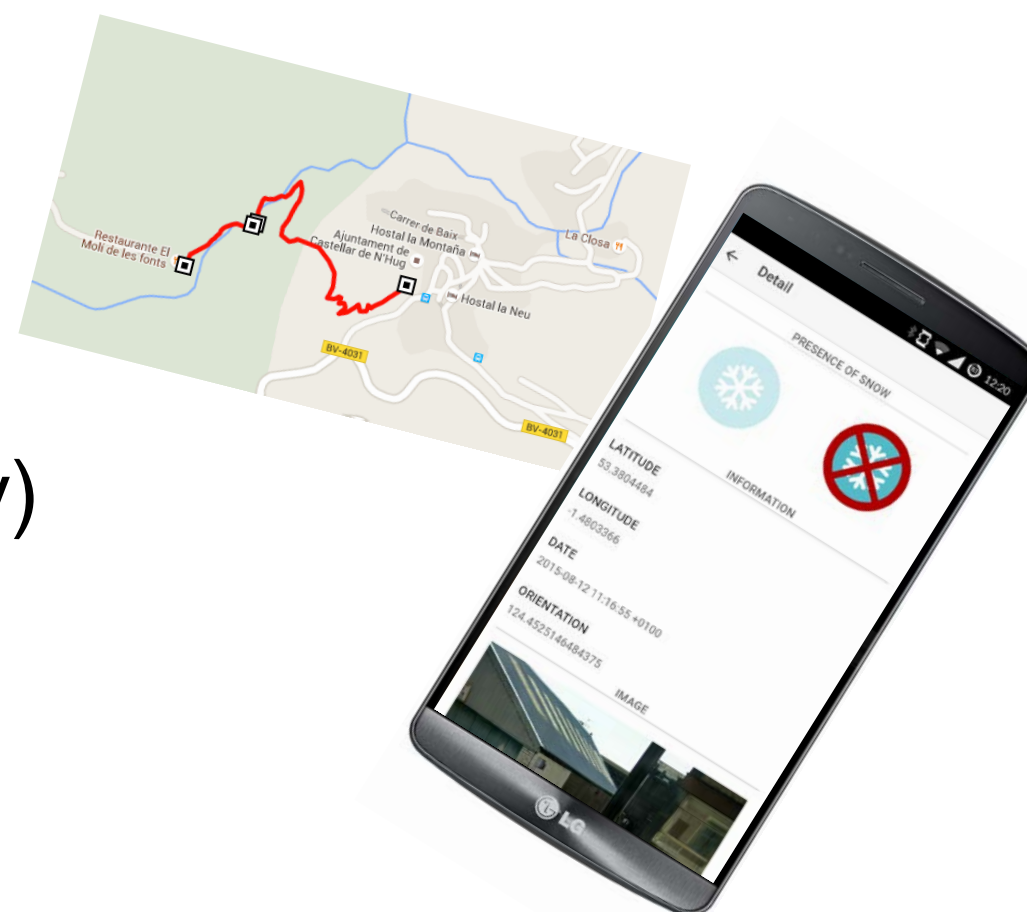 Carrer de Baix
Hostal la Montaña
Ajuntament de
Castellar de N'Hug
La Closa
Restaurante El
Molí de les fonts
Hostal la Neu
BV-4031
BV-4031
)
12:20
Detail
PRESENCE OF SNOW
INFORMATION
LATITUDE
53.3804484
LONGITUDE
-1.4803366
DATE
2015-08-12 11:16:55 +0100
ORIENTATION
124.4525146484375
IMAGE
LG